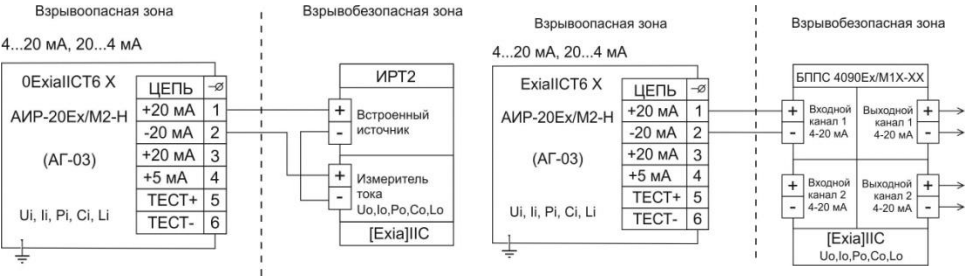 Взрывоопасная зона
Взрывобезопасная зона
4...20 мА, 20...4 мА
0ExiaIICT6 X
АИР-20Ex/М2-Н
(АГ-03)
Ui, Ii, Pi, Ci, Li
ЦЕПЬ
+20 мА 1
-20 мА 2
+20 мА 3
+5 мА 4
ТЕСТ+ 5
ТЕСТ- 6
ИРТ2
+
-
Встроенный
источник
+
-
Измеритель
тока
Uo,Io,Po,Co,Lo
[Exia]IIC
Взрывоопасная зона
Взрывобезопасная зона
4...20 мА, 20...4 мА
ExiaIICT6 X
АИР-20Ex/М2-Н
(АГ-03)
Ui, Ii, Pi, Ci, Li
ЦЕПЬ
+20 мА 1
-20 мА 2
+20 мА 3
+5 мА 4
ТЕСТ+ 5
ТЕСТ- 6
БППС 4090Ex/М1Х-ХХ
+
-
Входной
канал 1
4-20 мА
Выходной
канал 1
4-20 мА
+
-
+
-
Входной
канал 2
4-20 мА
Выходной
канал 2
4-20 мА
+
-
[Exia]IIC
Uo,Io,Po,Co,Lo